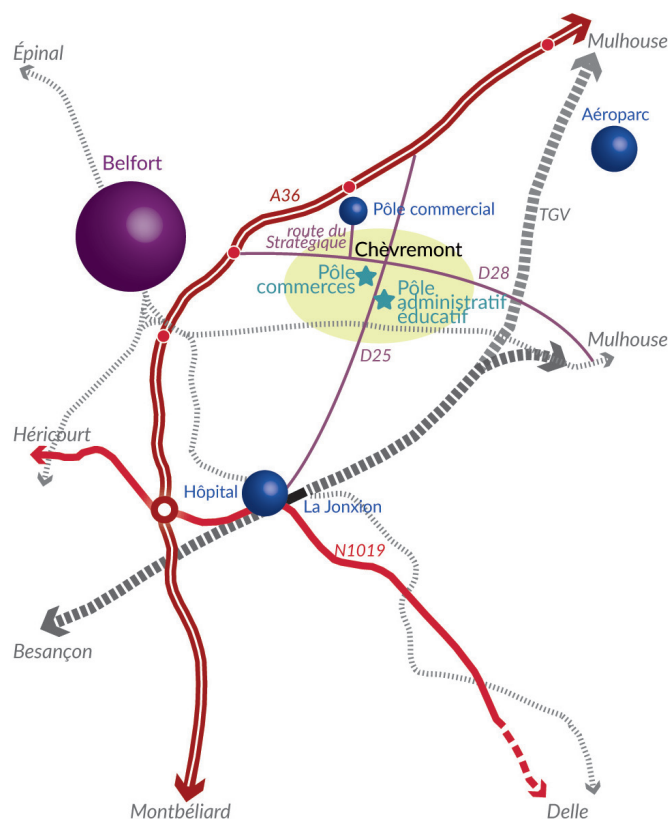 Mulhouse
Épinal
Aéroparc
Belfort
A36
Pôle commercial
TGV
route du
Stratégique
Chèvremont
D28
Pôle
commerces
Pôle
administratif
éducatif
Mulhouse
D25
Héricourt
Hôpital
La Jonxion
N1019
Besançon
Montbéliard
Delle